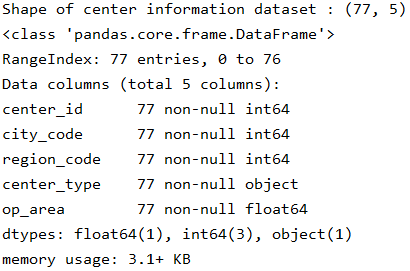 Shape of center information dataset : (77, 5)
<class 'pandas.core.frame.DataFrame'>
RangeIndex: 77 entries, 0 to 76
Data columns (total 5 columns):
center_id      77 non-null int64
city_code      77 non-null int64
region_code    77 non-null int64
center_type    77 non-null object
op_area        77 non-null float64
dtypes: float64(1), int64(3), object(1)
memory usage: 3.1+ KB